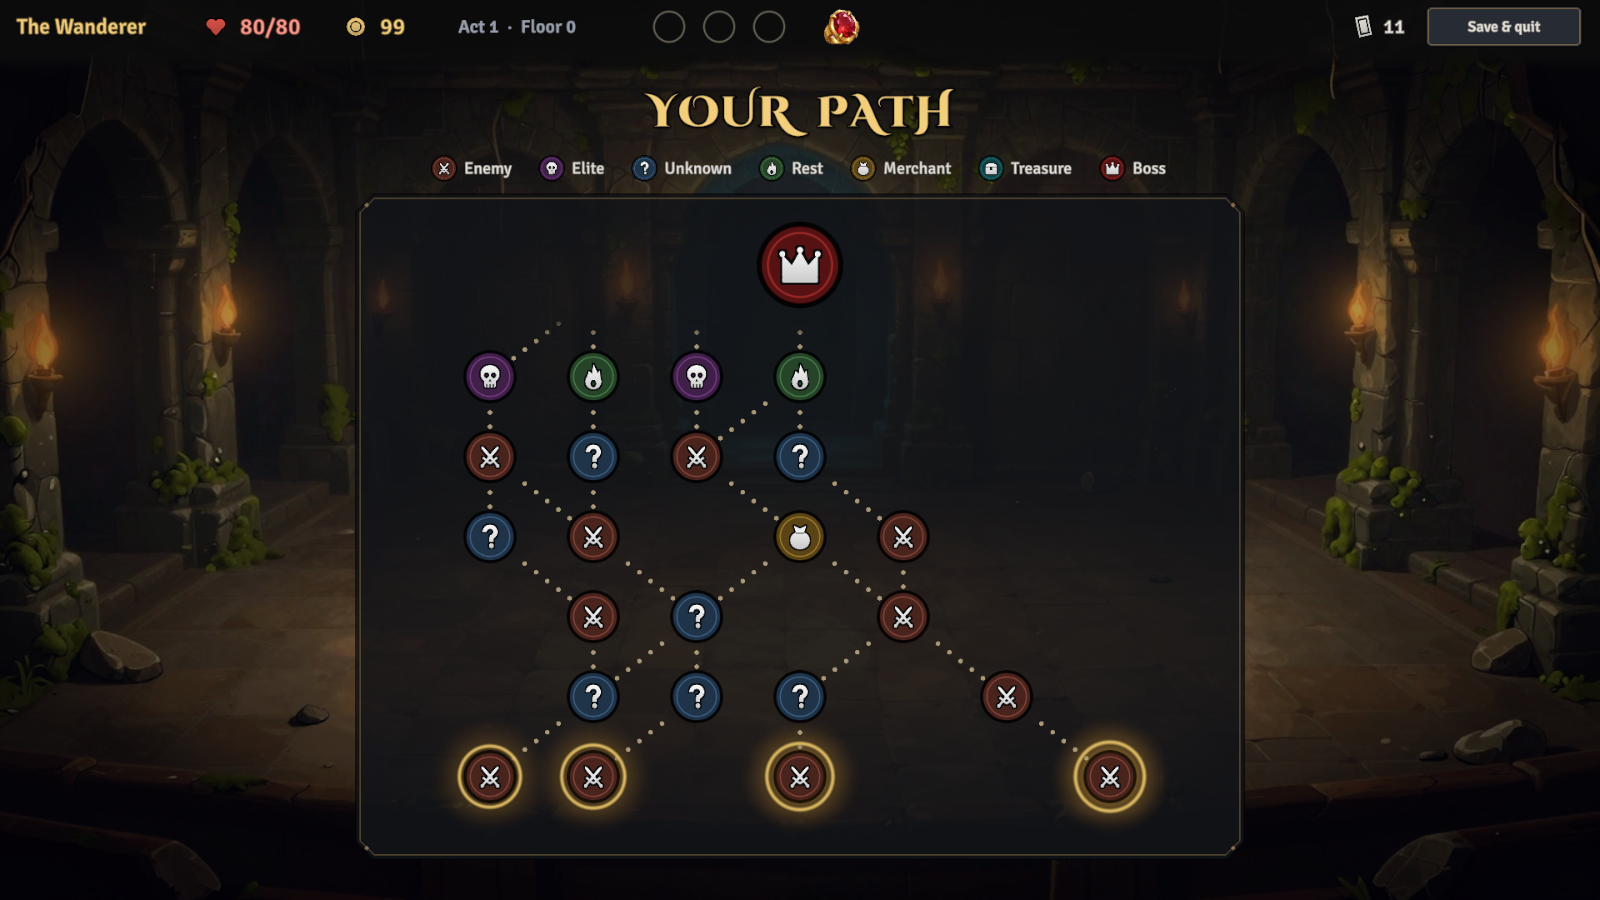 The Wanderer 80/80 99 Act 1 · Floor 0 11 Save & quit
YOUR PATH
Enemy Elite Unknown Rest Merchant Treasure Boss
? ?
?
?
? ? ?